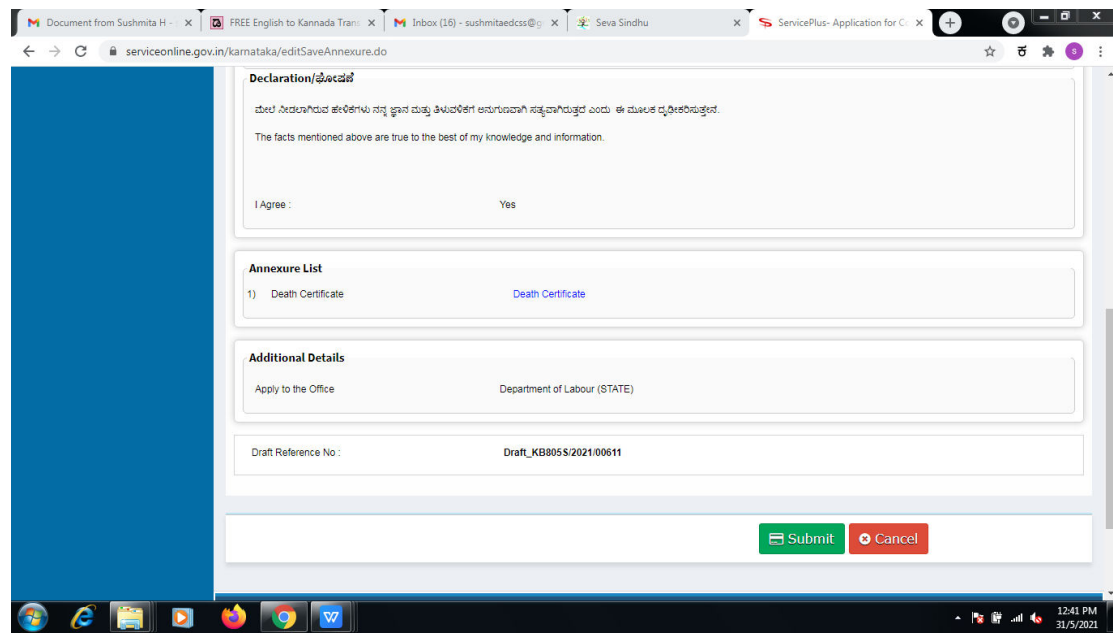 Document from Sushmita H -
FREE English to Kannada Trans
Inbox (16) - sushmitaedcss@g
Seva Sindhu
ServicePlus- Application for Co
serviceonline.gov.in/karnataka/editSaveAnnexure.do
ಕ
S
Declaration/ಘೋಷಣೆ
ಮೇಲೆ ನೀಡಲಾಗಿರುವ ಹೇಳಿಕೆಗಳು ನನ್ನ ಜ್ಞಾನ ಮತ್ತು ತಿಳುವಳಿಕೆಗೆ ಅನುಗುಣವಾಗಿ ಸತ್ಯವಾಗಿರುತ್ತದೆ ಎಂದು ಈ ಮೂಲಕ ದೃಢೀಕರಿಸುತ್ತೇನೆ.
The facts mentioned above are true to the best of my knowledge and information.
I Agree : Yes
Annexure List
1) Death Certificate Death Certificate
Additional Details
Apply to the Office Department of Labour (STATE)
Draft Reference No : Draft_KB805S/2021/00611
Submit Cancel
12:41 PM
31/5/2021